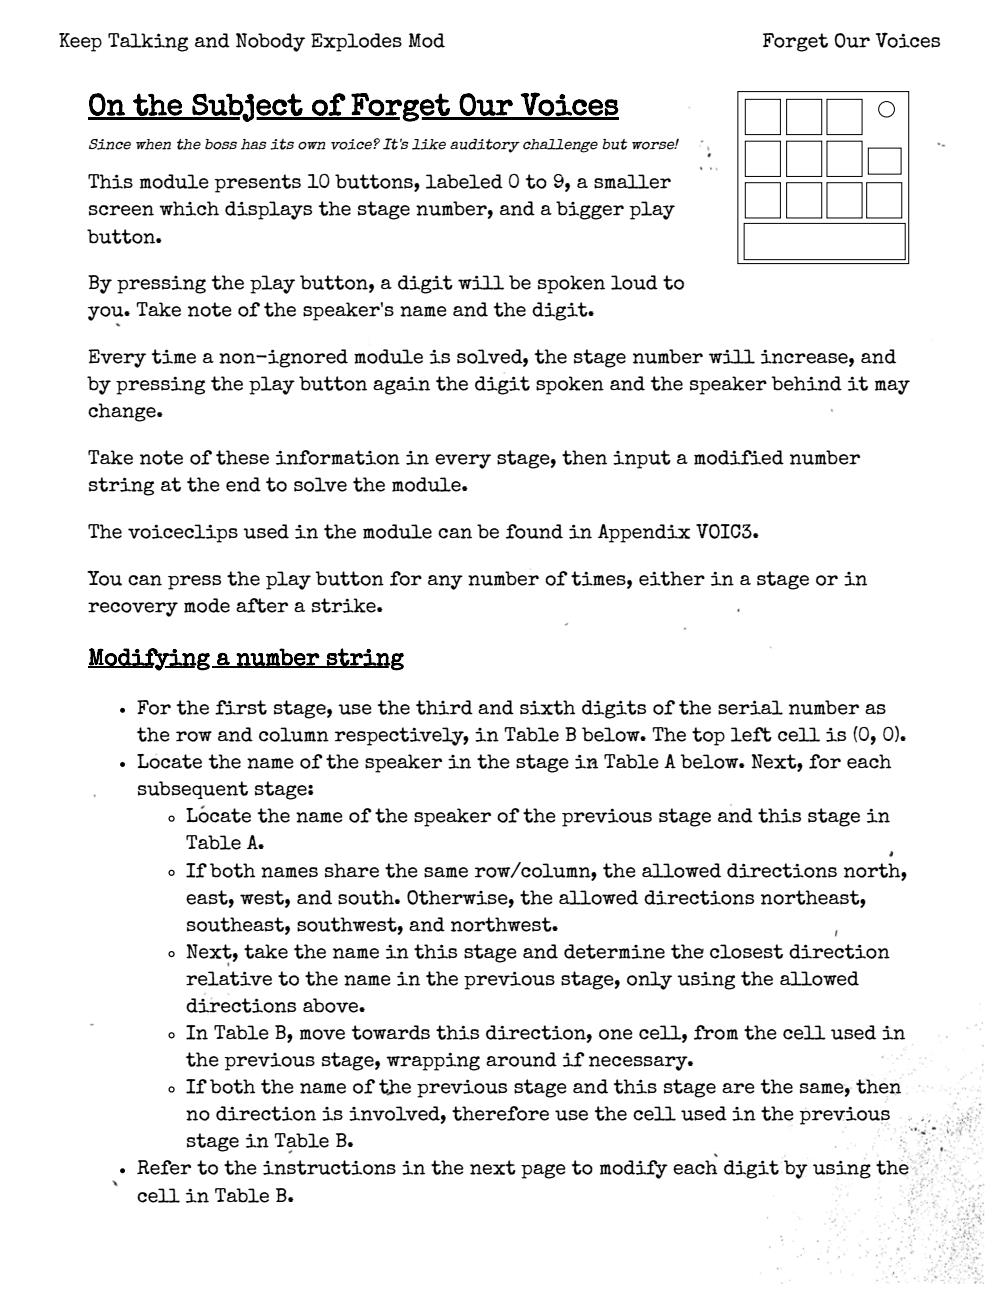 Keep Talking and Nobody Explodes Mod
Forget Our Voices
On the Subject of Forget Our Voices
Since when the boss has its own voice? It's like auditory challenge but worse!
This module presents 10 buttons, labeled 0 to 9, a smaller
screen which displays the stage number, and a bigger play
button.
By pressing the play button, a digit will be spoken loud to
you. Take note of the speaker's name and the digit.
Every time a non-ignored module is solved, the stage number will increase, and
by pressing the play button again the digit spoken and the speaker behind it may
change.
Take note of these information in every stage, then input a modified number
string at the end to solve the module.
The voiceclips used in the module can be found in Appendix VOIC3.
You can press the play button for any number of times, either in a stage or in
recovery mode after a strike.
Modifying a number string
• For the first stage, use the third and sixth digits of the serial number as
the row and column respectively, in Table B below. The top left cell is (0, 0).
• Locate the name of the speaker in the stage in Table A below. Next, for each
subsequent stage:
◦ Locate the name of the speaker of the previous stage and this stage in
Table A.
◦ If both names share the same row/column, the allowed directions north,
east, west, and south. Otherwise, the allowed directions northeast,
southeast, southwest, and northwest.
◦ Next, take the name in this stage and determine the closest direction
relative to the name in the previous stage, only using the allowed
directions above.
◦ In Table B, move towards this direction, one cell, from the cell used in
the previous stage, wrapping around if necessary.
◦ If both the name of the previous stage and this stage are the same, then
no direction is involved, therefore use the cell used in the previous
stage in Table B.
• Refer to the instructions in the next page to modify each digit by using the
cell in Table B.